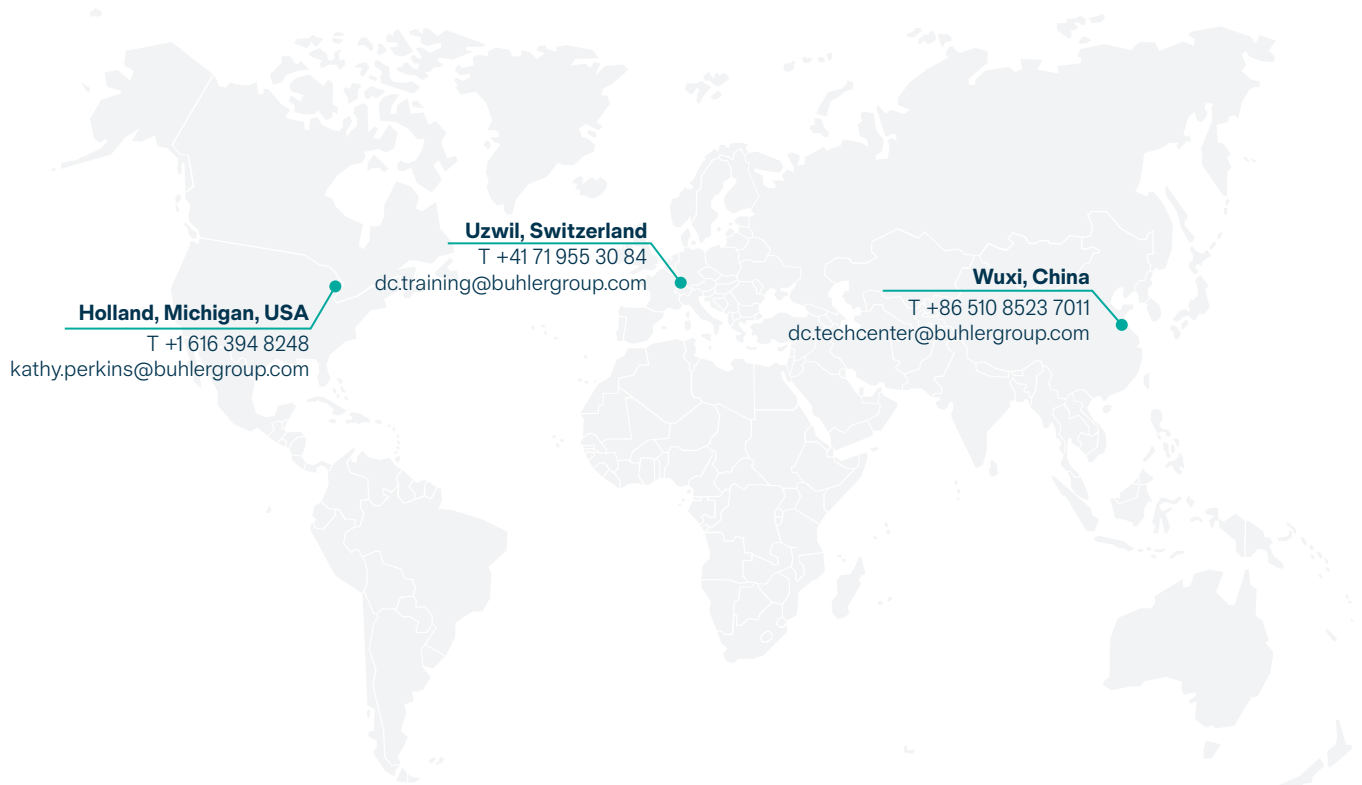 Uzwil, Switzerland
T +41 71 955 30 84
dc.training@buhlergroup.com
Wuxi, China
T +86 510 8523 7011
dc.techcenter@buhlergroup.com
Holland, Michigan, USA
T +1 616 394 8248
kathy.perkins@buhlergroup.com